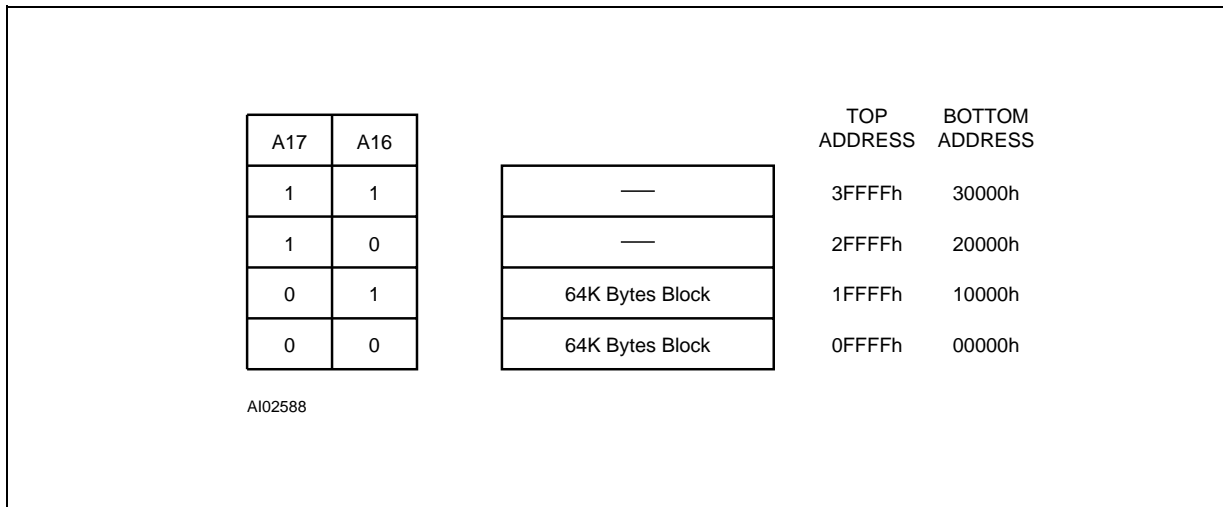 A17 A16 TOP ADDRESS BOTTOM ADDRESS
1 1 — 3FFFFh 30000h
1 0 — 2FFFFh 20000h
0 1 64K Bytes Block 1FFFFh 10000h
0 0 64K Bytes Block 0FFFFh 00000h
AI02588